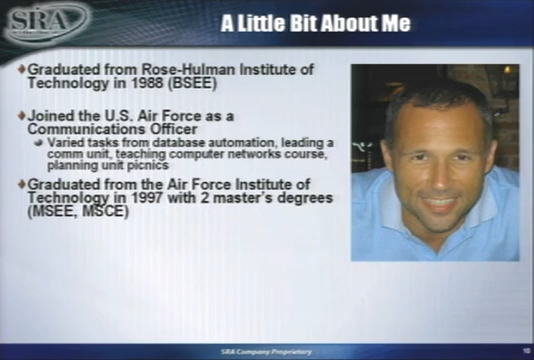 SRA
A Little Bit About Me
Graduated from Rose-Hulman Institute of
Technology in 1988 (BSEE)
Joined the U.S. Air Force as a
Communications Officer
Varied tasks from database automation, leading a
comm unit, teaching computer networks course,
planning unit picnics
Graduated from the Air Force Institute of
Technology in 1997 with 2 master's degrees
(MSEE, MSCE)
SRA Company Proprietary
10